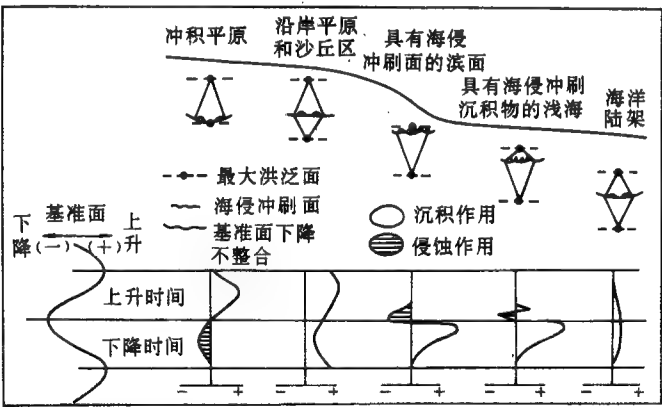 冲积平原
沿岸平原
和沙丘区
具有海侵
冲刷面的滨面
具有海侵冲刷
沉积物的浅海
海洋
陆架
最大洪泛面
海侵冲刷面
基准面下降
不整合
沉积作用
侵蚀作用
下
降
基准面
上
升
(一) (+)
上升时间
下降时间
- + - + - + - + - +